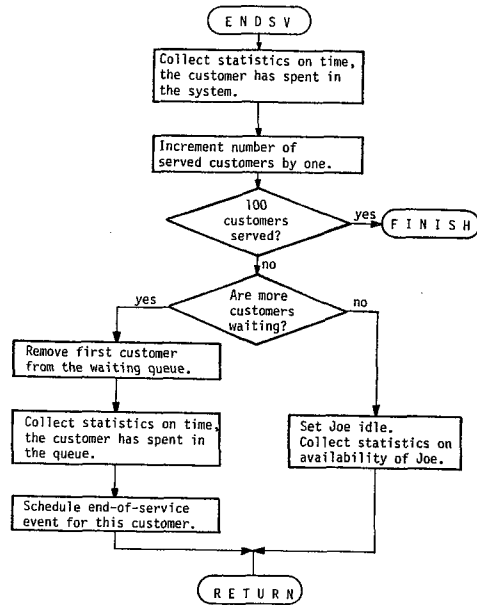 E N D S V
Collect statistics on time,
the customer has spent in
the system.
Increment number of
served customers by one.
100
customers
served?
yes
F I N I S H
no
Are more
customers
waiting?
yes
no
Remove first customer
from the waiting queue.
Collect statistics on time,
the customer has spent in
the queue.
Schedule end-of-service
event for this customer.
Set Joe idle.
Collect statistics on
availability of Joe.
R E T U R N